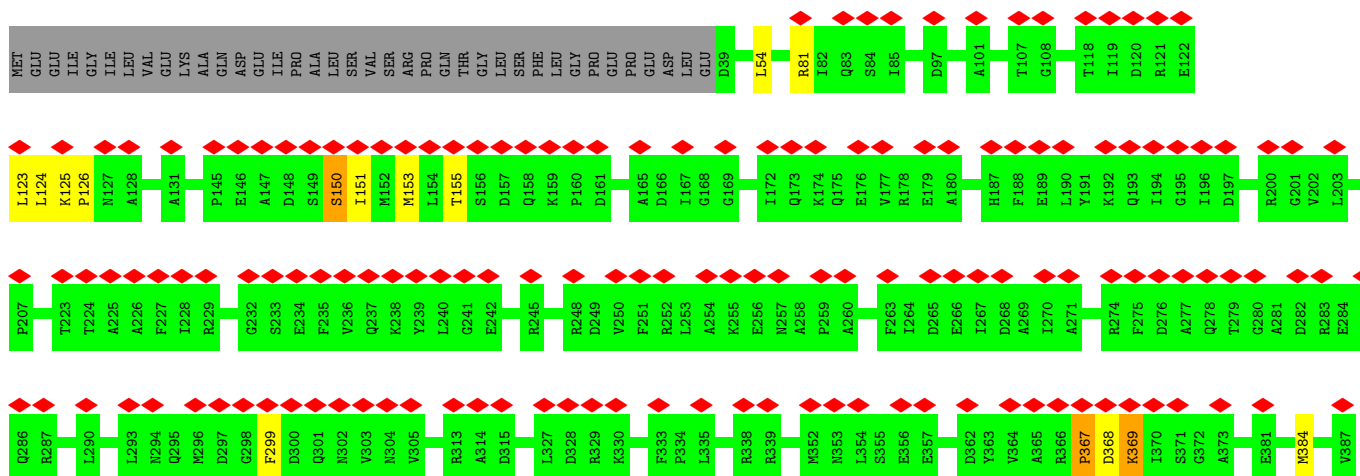 MET GLU GLU ILE GLY ILE LEU VAL GLU LYS ALA GLN ASP GLU ILE PRO ALA LEU SER VAL SER ARG PRO GLN THR GLY LEU SER PHE LEU GLY PRO GLU PRO GLU ASP LEU GLU D39 L54 R81 I82 Q83 S84 I85 D97 A101 T107 G108 T118 I119 D120 R121 E122
L123 L124 K125 P126 N127 A128 A131 P145 E146 A147 D148 S149 S150 I151 M152 M153 L154 T155 S156 D157 Q158 K159 P160 D161 A165 D166 I167 G168 G169 I172 Q173 K174 Q175 E176 V177 R178 E179 A180 H187 F188 E189 L190 Y191 K192 Q193 I194 G195 I196 D197 R200 G201 V202 L203
P207 T223 T224 A225 A226 F227 I228 R229 G232 S233 E234 F235 V236 Q237 K238 Y239 L240 G241 E242 R245 R248 D249 V250 F251 R252 L253 A254 K255 E256 N257 A258 P259 A260 F263 I264 D265 E266 I267 D268 A269 I270 A271 R274 F275 D276 A277 Q278 T279 G280 A281 D282 R283 E284
Q286 R287 L290 L293 N294 Q295 M296 D297 G298 F299 D300 Q301 N302 V303 N304 V305 R313 A314 D315 L327 D328 R329 K330 F333 P334 L335 R338 R339 M352 N353 L354 S355 E356 E357 D362 Y363 V364 A365 R366 P367 D368 K369 I370 S371 G372 A373 E381 M384 V387